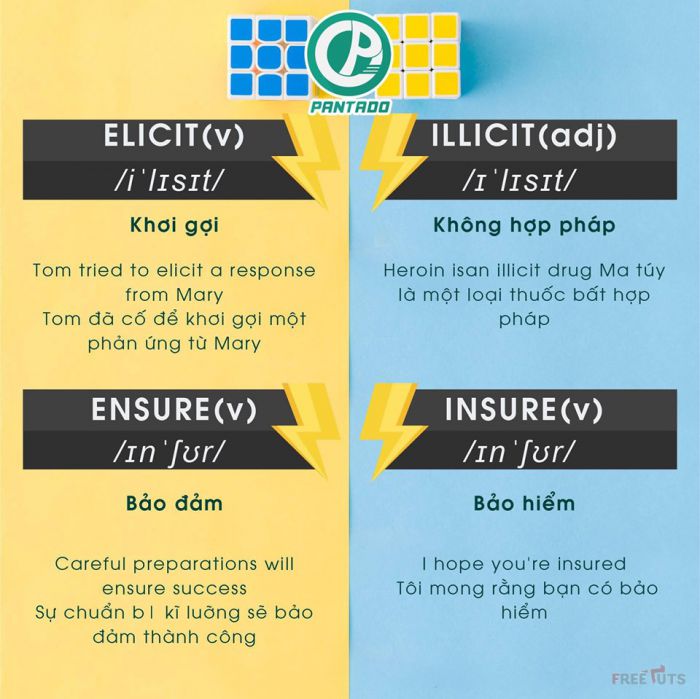 PANTADO
ELICIT(v)
/iˈlɪsɪt/
Khơi gợi
Tom tried to elicit a response
from Mary
Tom đã cố để khơi gợi một
phản ứng từ Mary
ILLICIT(adj)
/ɪˈlɪsɪt/
Không hợp pháp
Heroin isan illicit drug Ma túy
là một loại thuốc bất hợp
pháp
ENSURE(v)
/ɪnˈʃʊr/
Bảo đảm
Careful preparations will
ensure success
Sự chuẩn bị kĩ lưỡng sẽ bảo
đảm thành công
INSURE(v)
/ɪnˈʃʊr/
Bảo hiểm
I hope you're insured
Tôi mong rằng bạn có bảo
hiểm
FREETUTS